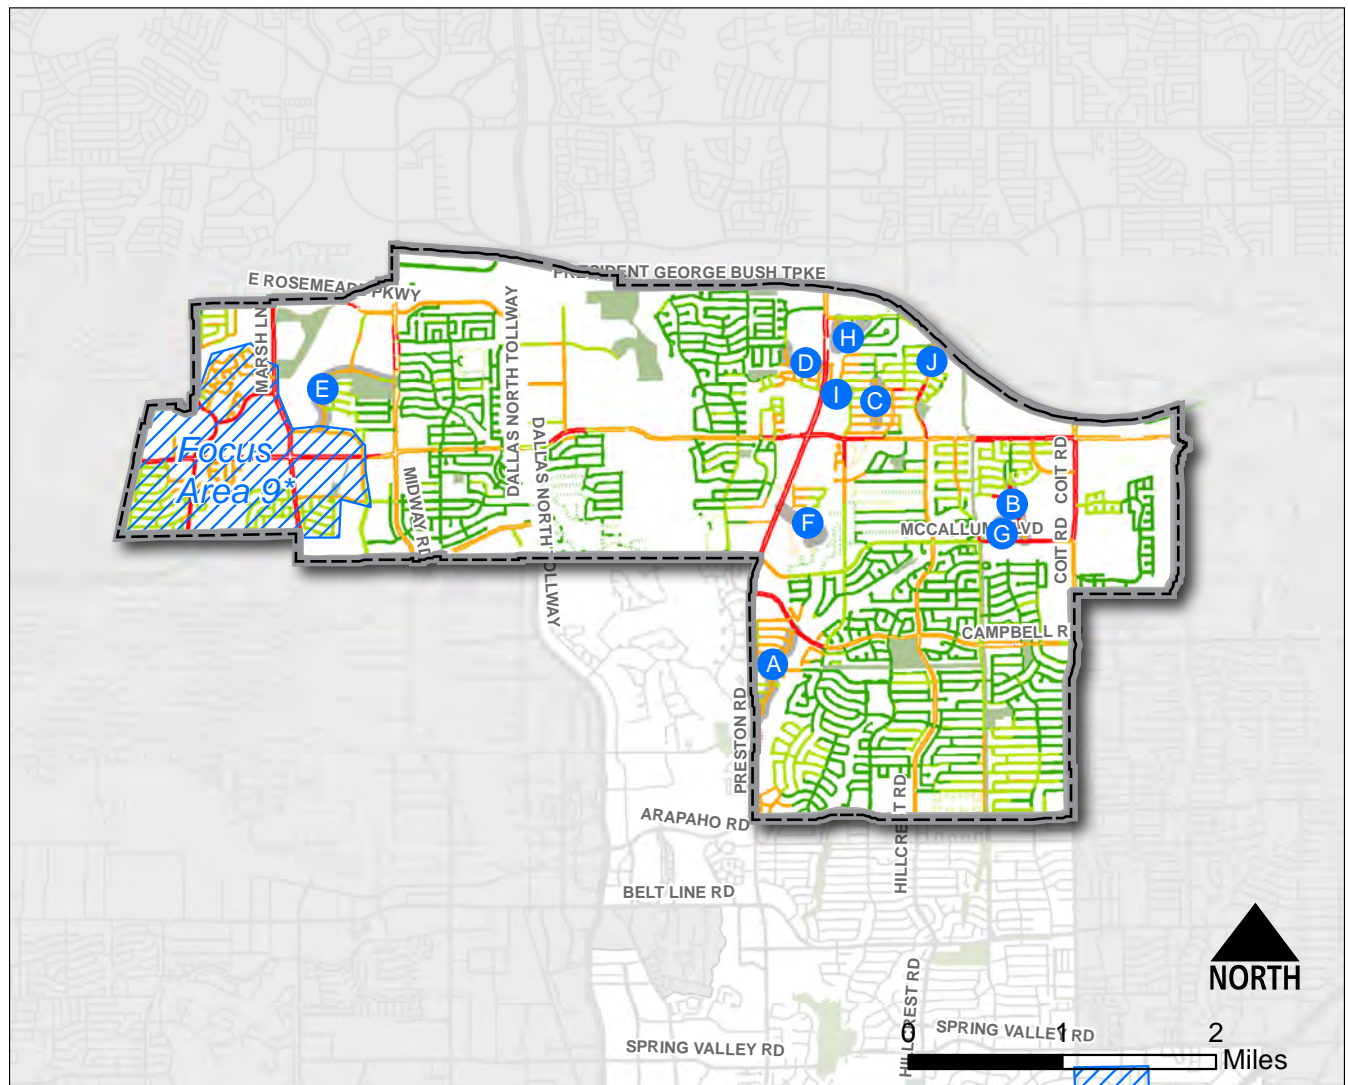 PRESIDENT GEORGE BUSH TPKE
E ROSEMEADE PKWY
MARSH LN
DALLAS NORTH TOLLWAY
H
D
J
E
I
C
DALLAS NORTH TOLLWAY
Focus
Area 9*
MIDWAY RD
COIT RD
B
F
MCCALLUM BLVD
G
COIT RD
CAMPBELL R
A
PRESTON RD
ARAPAHO RD
HILLCREST RD
BELT LINE RD
NORTH
HILLCREST RD
0 1 2
SPRING VALLEY RD
SPRING VALLEY RD
Miles